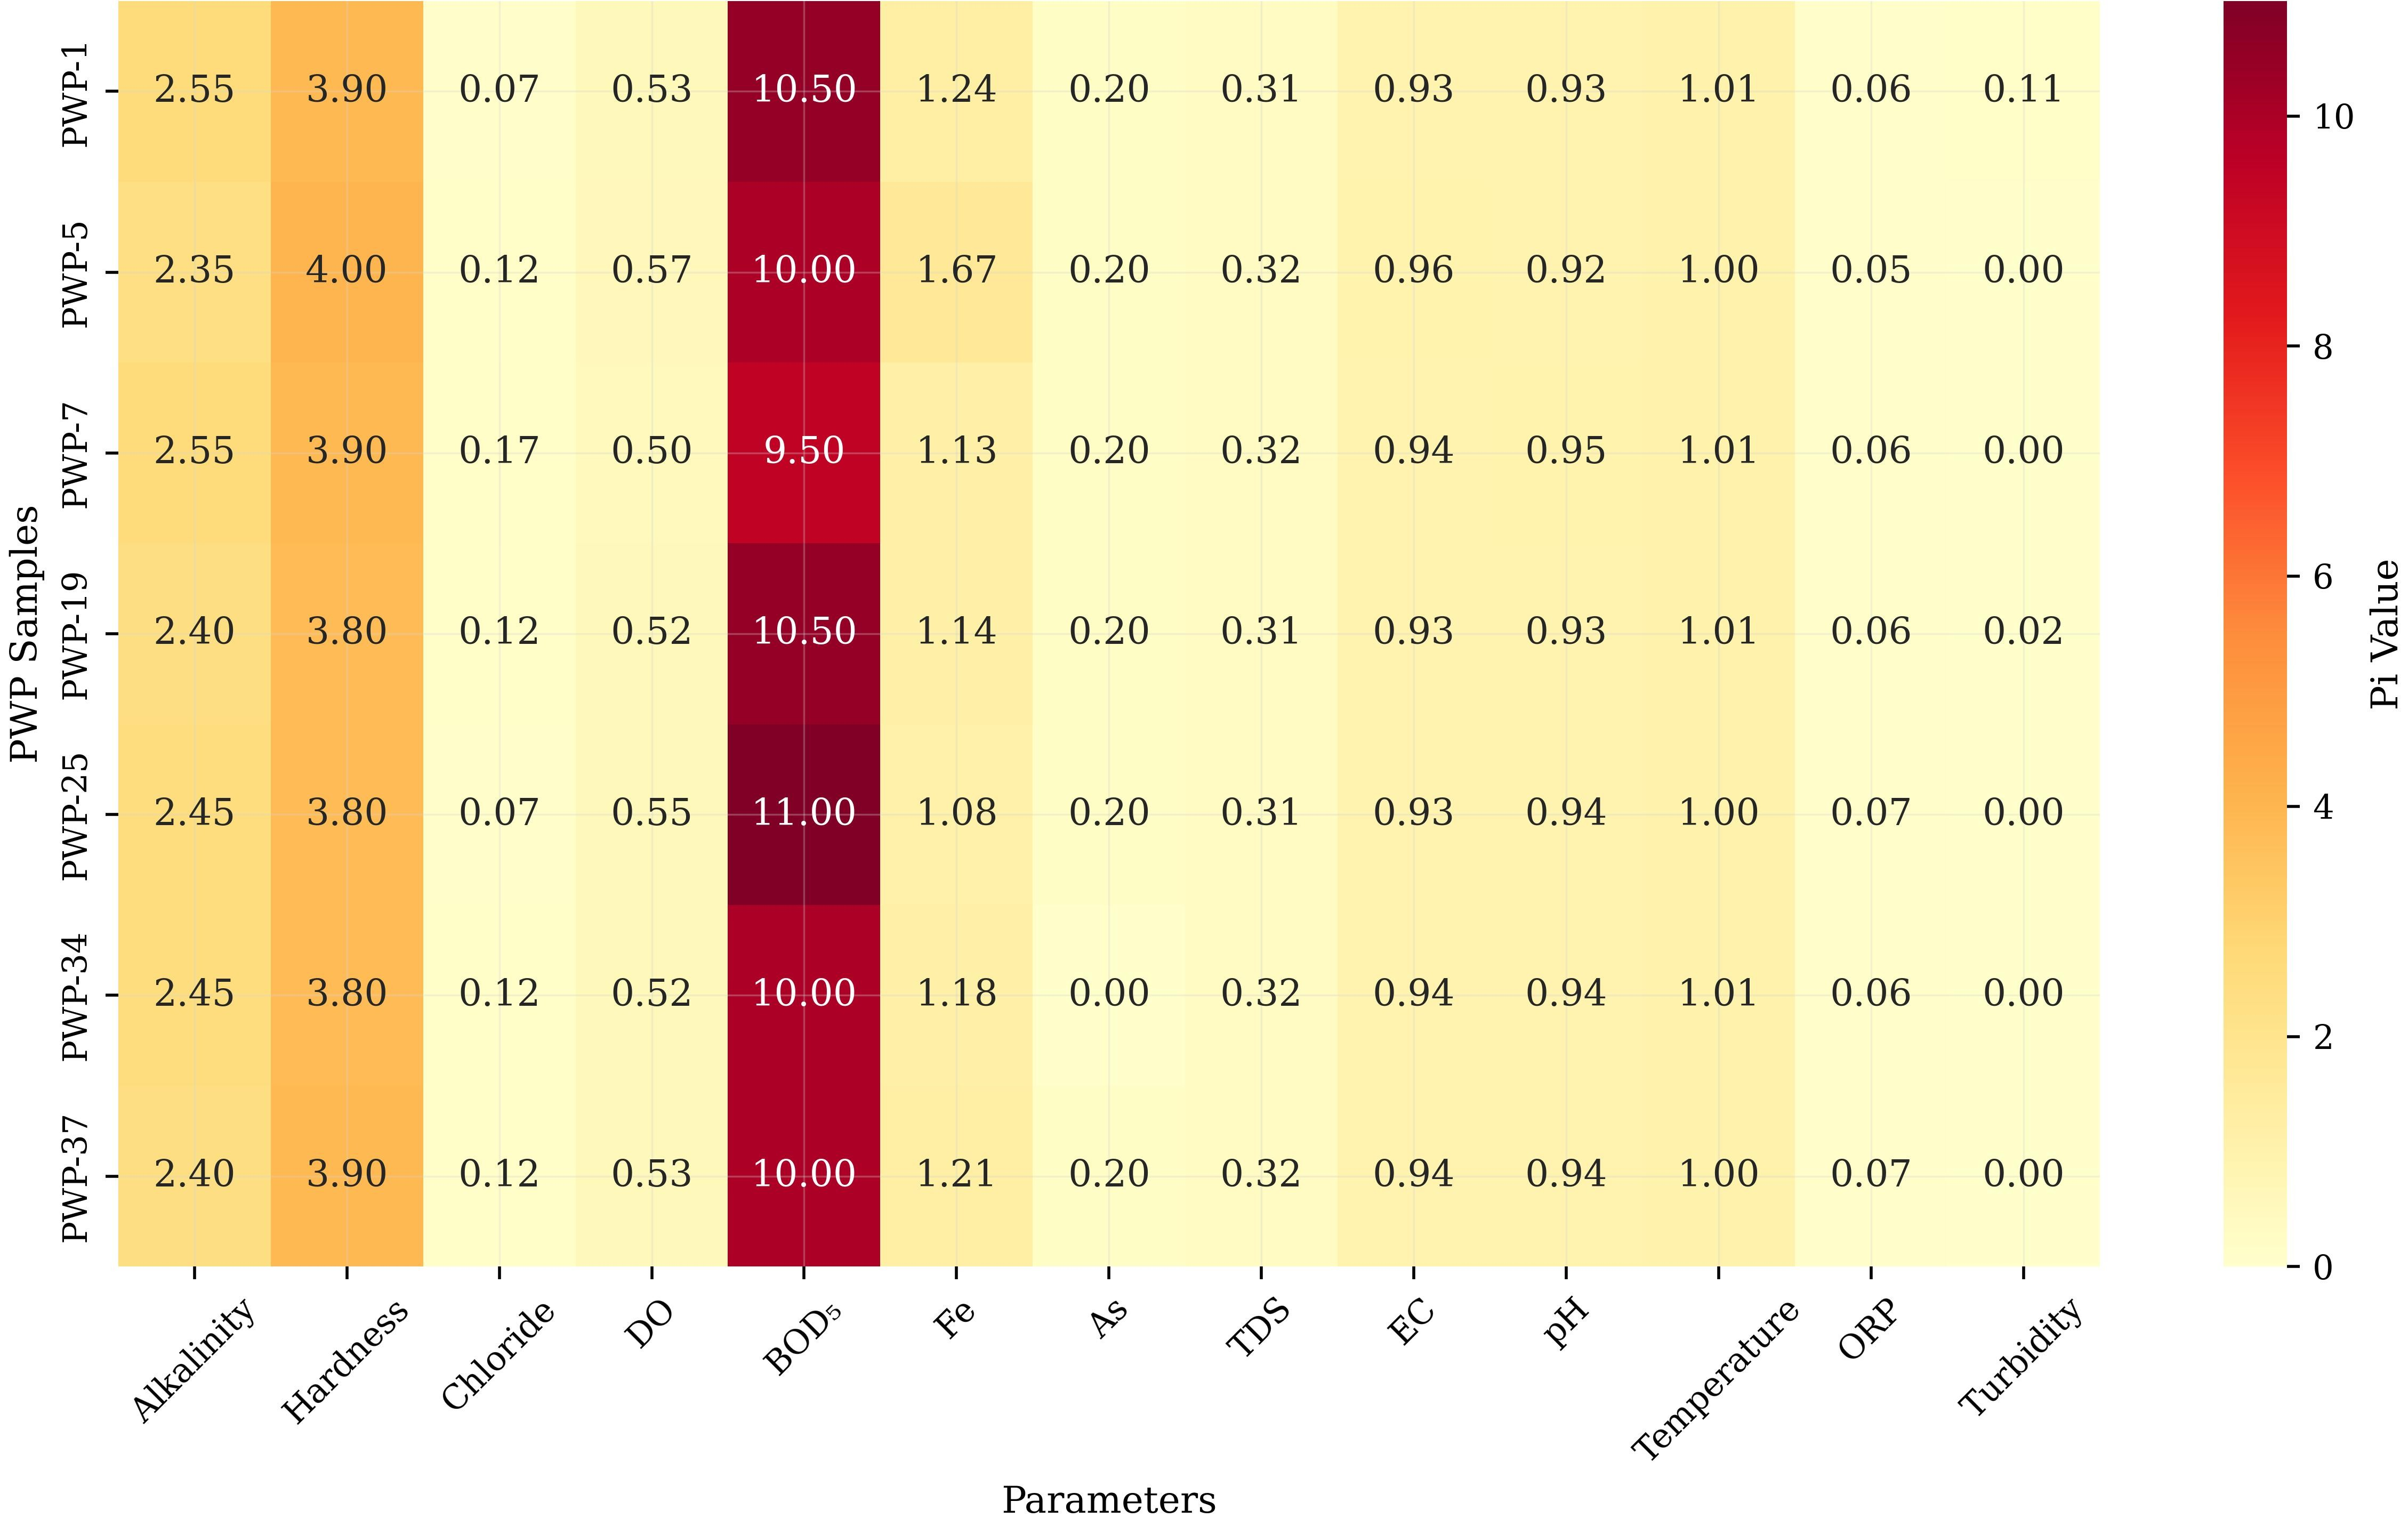 PWP Samples
PWP-1 2.55 3.90 0.07 0.53 10.50 1.24 0.20 0.31 0.93 0.93 1.01 0.06 0.11
PWP-5 2.35 4.00 0.12 0.57 10.00 1.67 0.20 0.32 0.96 0.92 1.00 0.05 0.00
PWP-7 2.55 3.90 0.17 0.50 9.50 1.13 0.20 0.32 0.94 0.95 1.01 0.06 0.00
PWP-19 2.40 3.80 0.12 0.52 10.50 1.14 0.20 0.31 0.93 0.93 1.01 0.06 0.02
PWP-25 2.45 3.80 0.07 0.55 11.00 1.08 0.20 0.31 0.93 0.94 1.00 0.07 0.00
PWP-34 2.45 3.80 0.12 0.52 10.00 1.18 0.00 0.32 0.94 0.94 1.01 0.06 0.00
PWP-37 2.40 3.90 0.12 0.53 10.00 1.21 0.20 0.32 0.94 0.94 1.00 0.07 0.00
Alkalinity Hardness Chloride DO BOD₅ Fe As TDS EC pH Temperature ORP Turbidity
Parameters
10
8
6
4
2
0
Pi Value